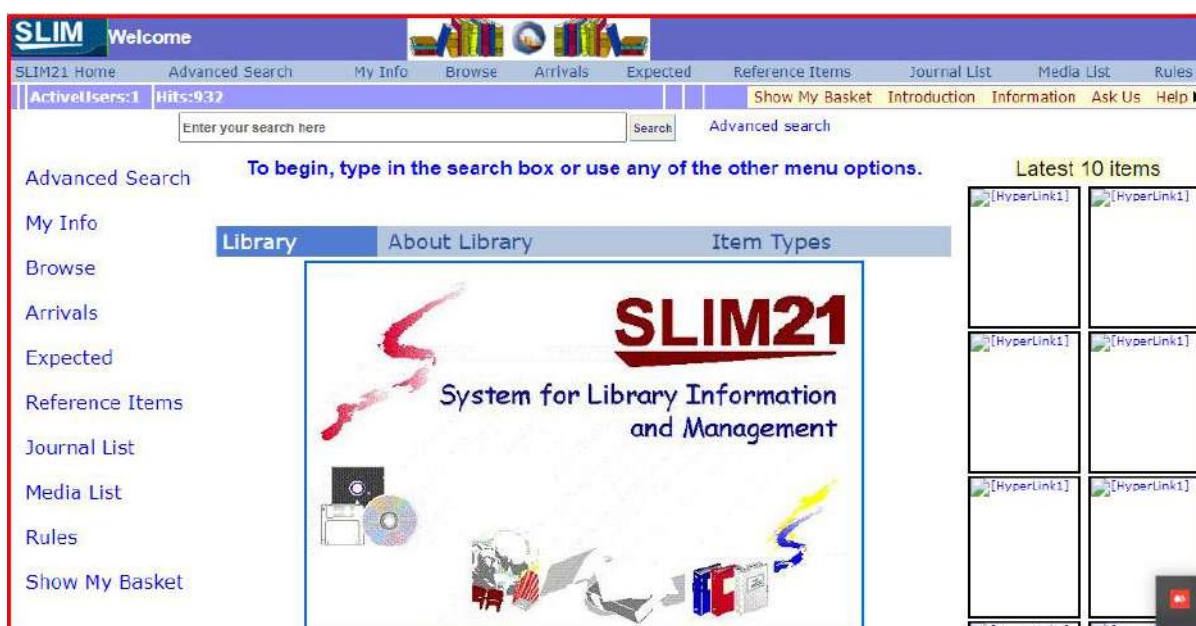 SLIM Welcome
SLIM21 Home Advanced Search My Info Browse Arrivals Expected Reference Items Journal List Media List Rules
ActiveUsers:1 Hits:932 Show My Basket Introduction Information Ask Us Help
Enter your search here Search Advanced search
To begin, type in the search box or use any of the other menu options.
Latest 10 items
Advanced Search
My Info
Browse
Arrivals
Expected
Reference Items
Journal List
Media List
Rules
Show My Basket
Library About Library Item Types
SLIM21
System for Library Information
and Management
[HyperLink1] [HyperLink1]
[HyperLink1] [HyperLink1]
[HyperLink1] [HyperLink1]